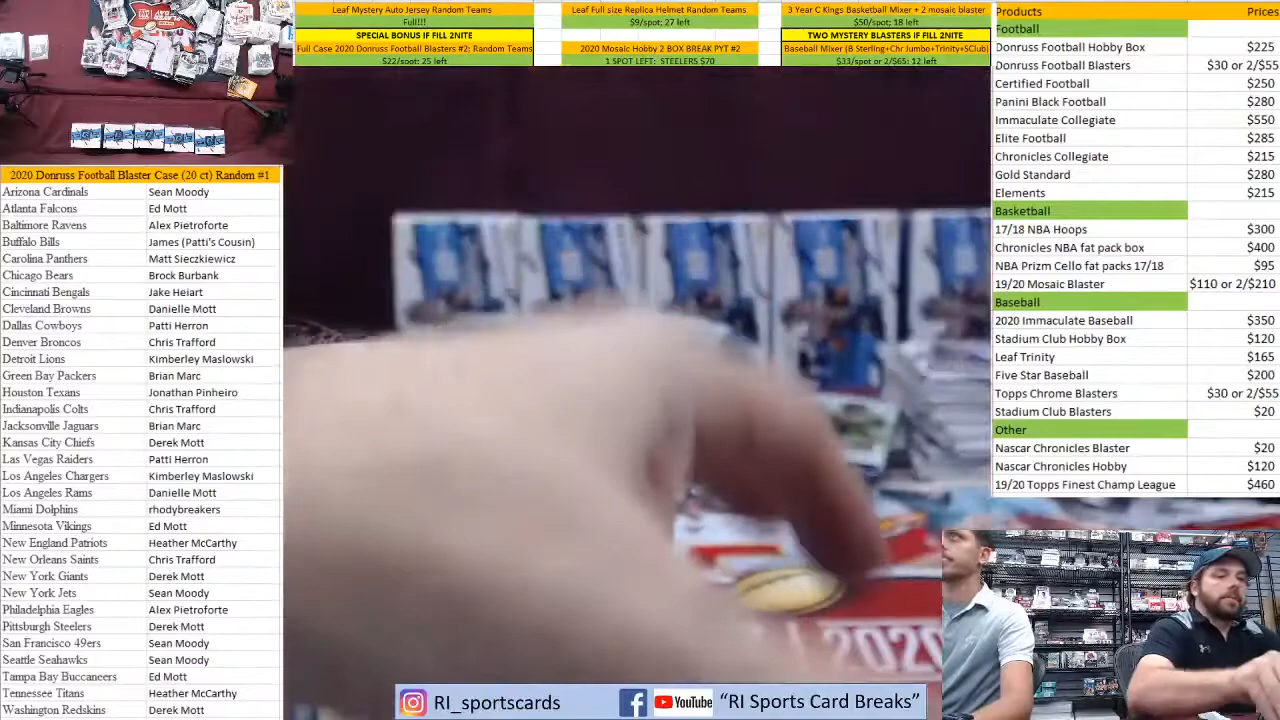 Leaf Mystery Auto Jersey Random Teams
Full!!!
SPECIAL BONUS IF FILL 2NITE
Full Case 2020 Donruss Football Blasters #2; Random Teams
$22/spot: 25 left
Leaf Full size Replica Helmet Random Teams
$9/spot; 27 left
2020 Mosaic Hobby 2 BOX BREAK PYT #2
1 SPOT LEFT: STEELERS $70
3 Year C Kings Basketball Mixer + 2 mosaic blaster
$50/spot; 18 left
TWO MYSTERY BLASTERS IF FILL 2NITE
Baseball Mixer (B Sterling+Chr Jumbo+Trinity+SClub)
$33/spot or 2/$65: 12 left
Products Prices
Football
Donruss Football Hobby Box $225
Donruss Football Blasters $30 or 2/$55
Certified Football $250
Panini Black Football $280
Immaculate Collegiate $550
Elite Football $285
Chronicles Collegiate $215
Gold Standard $280
Elements $215
Basketball
17/18 NBA Hoops $300
Chronicles NBA fat pack box $400
NBA Prizm Cello fat packs 17/18 $95
19/20 Mosaic Blaster $110 or 2/$210
Baseball
2020 Immaculate Baseball $350
Stadium Club Hobby Box $120
Leaf Trinity $165
Five Star Baseball $200
Topps Chrome Blasters $30 or 2/$55
Stadium Club Blasters $20
Other
Nascar Chronicles Blaster $20
Nascar Chronicles Hobby $120
19/20 Topps Finest Champ League $460
2020 Donruss Football Blaster Case (20 ct) Random #1
Arizona Cardinals Sean Moody
Atlanta Falcons Ed Mott
Baltimore Ravens Alex Pietroforte
Buffalo Bills James (Patti's Cousin)
Carolina Panthers Matt Sieczkiewicz
Chicago Bears Brock Burbank
Cincinnati Bengals Jake Heiart
Cleveland Browns Danielle Mott
Dallas Cowboys Patti Herron
Denver Broncos Chris Trafford
Detroit Lions Kimberley Maslowski
Green Bay Packers Brian Marc
Houston Texans Jonathan Pinheiro
Indianapolis Colts Chris Trafford
Jacksonville Jaguars Brian Marc
Kansas City Chiefs Derek Mott
Las Vegas Raiders Patti Herron
Los Angeles Chargers Kimberley Maslowski
Los Angeles Rams Danielle Mott
Miami Dolphins rhodybreakers
Minnesota Vikings Ed Mott
New England Patriots Heather McCarthy
New Orleans Saints Chris Trafford
New York Giants Derek Mott
New York Jets Sean Moody
Philadelphia Eagles Alex Pietroforte
Pittsburgh Steelers Derek Mott
San Francisco 49ers Sean Moody
Seattle Seahawks Sean Moody
Tampa Bay Buccaneers Ed Mott
Tennessee Titans Heather McCarthy
Washington Redskins Derek Mott
2020
RI_sportscards
YouTube "RI Sports Card Breaks"